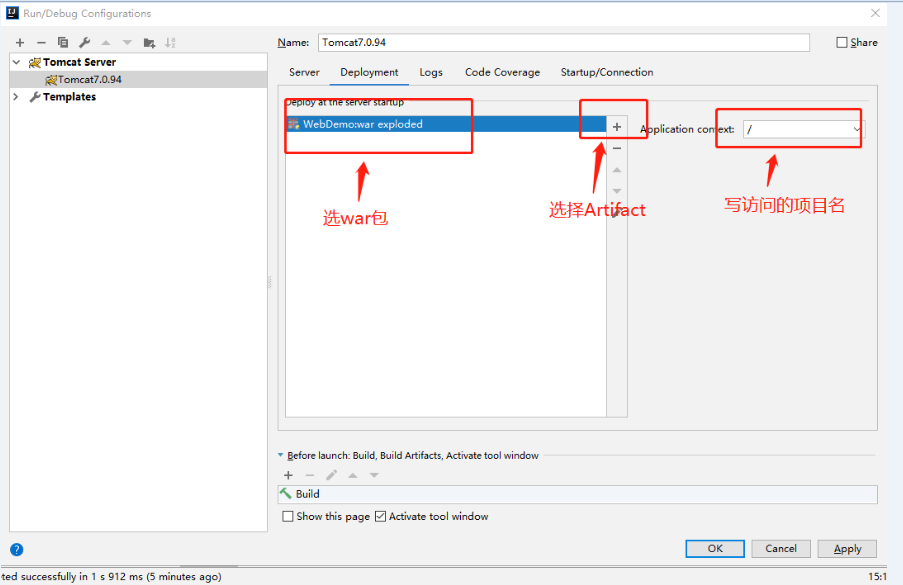 Run/Debug Configurations
Name: Tomcat7.0.94
Share
Tomcat Server
Tomcat7.0.94
Templates
Server Deployment Logs Code Coverage Startup/Connection
Deploy at the server startup
WebDemo:war exploded
Application context: /
选war包
选择Artifact
写访问的项目名
Before launch: Build, Build Artifacts, Activate tool window
Build
Show this page Activate tool window
OK Cancel Apply
ted successfully in 1 s 912 ms (5 minutes ago)
15:1